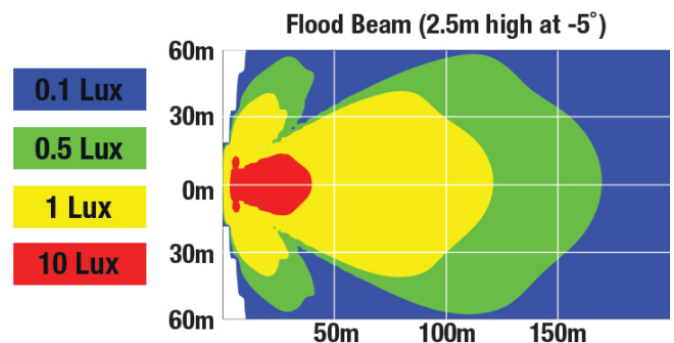 Flood Beam (2.5m high at -5˚)
60m
0.1 Lux
30m
0.5 Lux
0m
1 Lux
30m
10 Lux
60m
50m 100m 150m